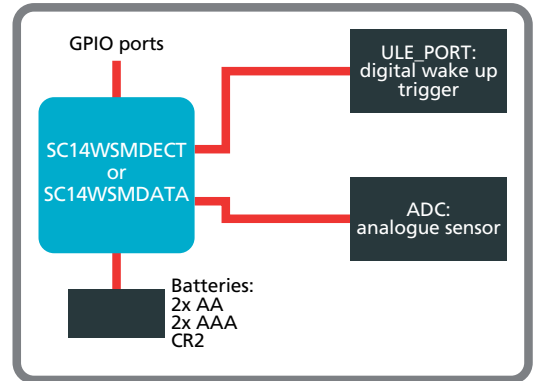 GPIO ports
ULE_PORT:
digital wake up
trigger
SC14WSMDECT
or
SC14WSMDATA
ADC:
analogue sensor
Batteries:
2x AA
2x AAA
CR2